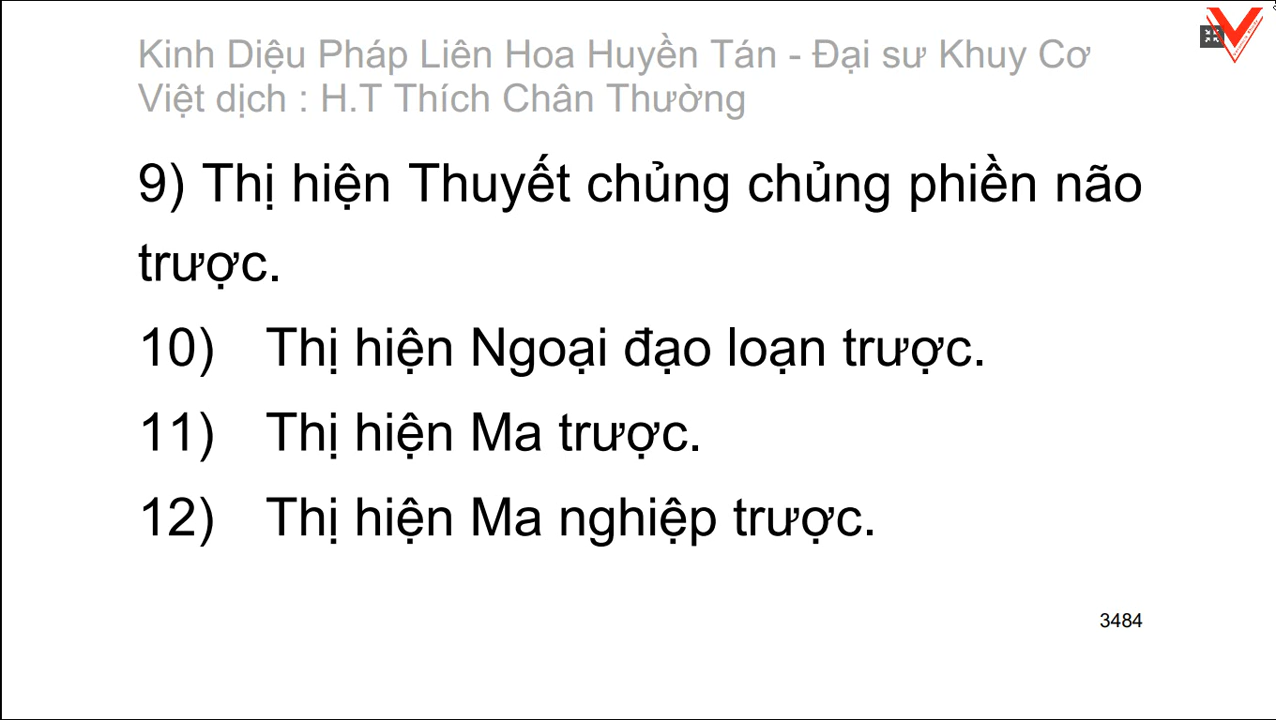 Kinh Diệu Pháp Liên Hoa Huyền Tán - Đại sư Khuy Cơ
Việt dịch : H.T Thích Chân Thường
9) Thị hiện Thuyết chủng chủng phiền não
trược.
10) Thị hiện Ngoại đạo loạn trược.
11) Thị hiện Ma trược.
12) Thị hiện Ma nghiệp trược.
3484